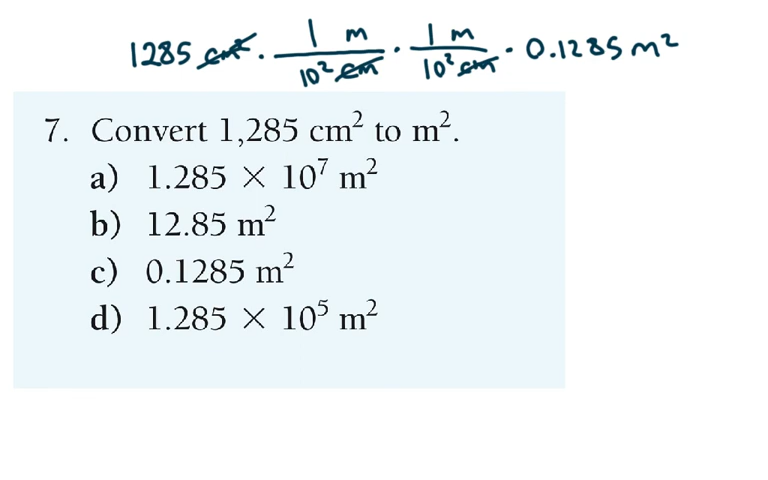 1285 cm² · 1 m / 10² cm · 1 m / 10² cm · 0.1285 m²
7. Convert 1,285 cm² to m².
a) 1.285 × 10⁷ m²
b) 12.85 m²
c) 0.1285 m²
d) 1.285 × 10⁵ m²